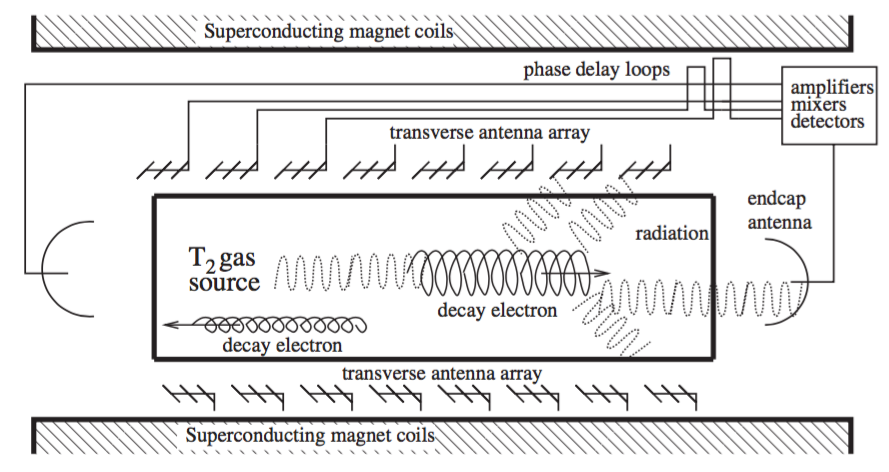 Superconducting magnet coils
phase delay loops
amplifiers
mixers
detectors
transverse antenna array
endcap
antenna
radiation
T2 gas
source
decay electron
decay electron
transverse antenna array
Superconducting magnet coils